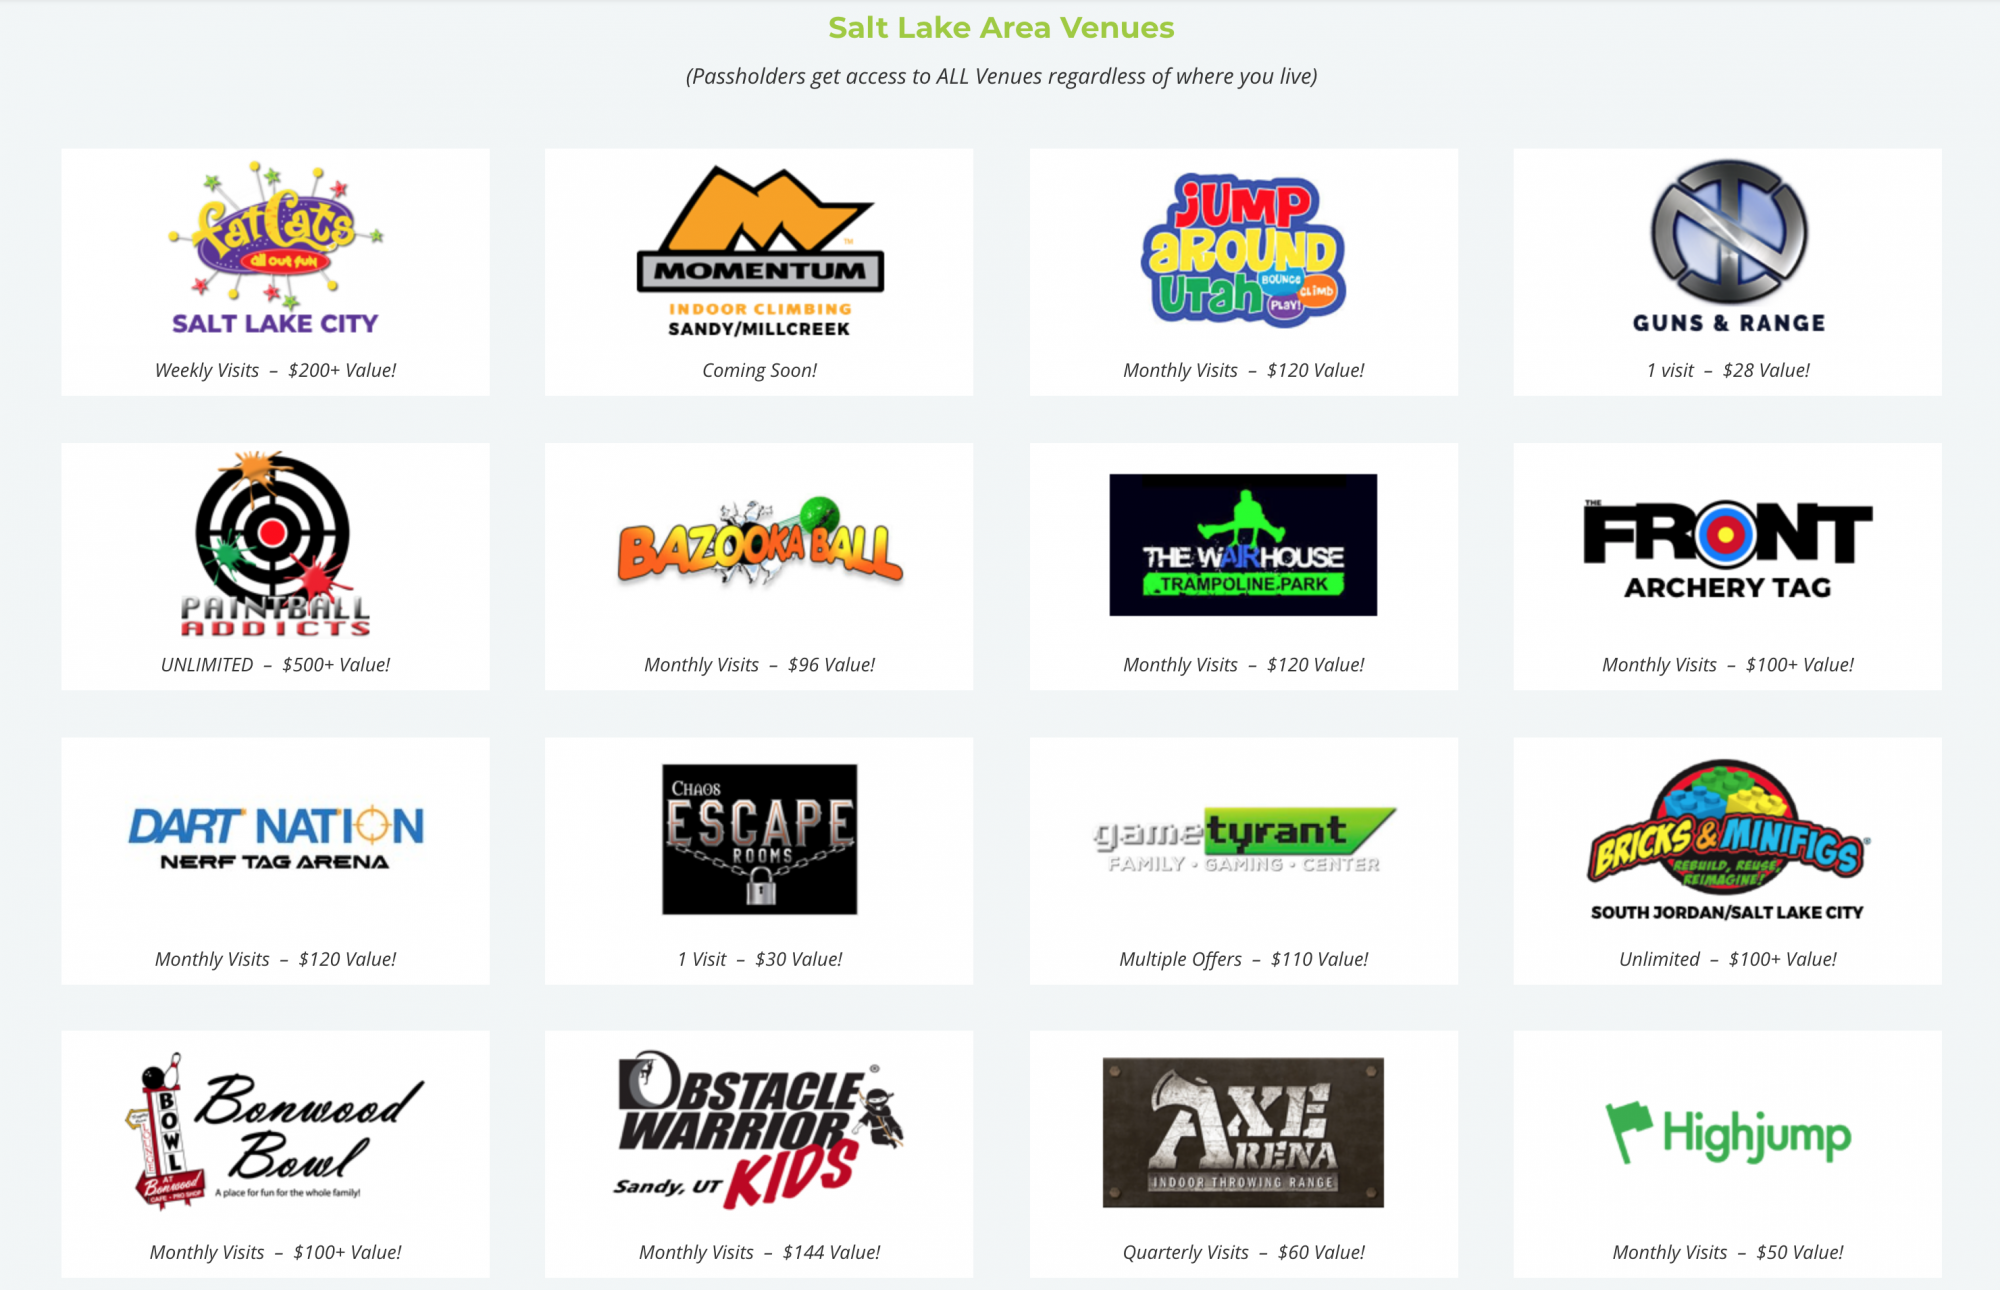 Salt Lake Area Venues
(Passholders get access to ALL Venues regardless of where you live)
fatCats
all out fun
SALT LAKE CITY
Weekly Visits – $200+ Value!
MOMENTUM
INDOOR CLIMBING
SANDY/MILLCREEK
Coming Soon!
JUMP
AROUND
UTah
BOUNCE
CLIMB
PLAY!
Monthly Visits – $120 Value!
GUNS & RANGE
1 visit – $28 Value!
PAINTBALL
ADDICTS
UNLIMITED – $500+ Value!
BAZOOKA BALL
Monthly Visits – $96 Value!
THE WAIRHOUSE
TRAMPOLINE PARK
Monthly Visits – $120 Value!
THE
FRONT
ARCHERY TAG
Monthly Visits – $100+ Value!
DART NATION
NERF TAG ARENA
Monthly Visits – $120 Value!
CHAOS
ESCAPE
ROOMS
1 Visit – $30 Value!
gametyrant
FAMILY • GAMING • CENTER
Multiple Offers – $110 Value!
BRICKS & MINIFIGS®
REBUILD, REUSE,
REIMAGINE!
SOUTH JORDAN/SALT LAKE CITY
Unlimited – $100+ Value!
BOWL
AT
Bonwood
CAFE • PRO SHOP
Bonwood
Bowl
A place for fun for the whole family!
Monthly Visits – $100+ Value!
OBSTACLE®
WARRIOR
KIDS
Sandy, UT
Monthly Visits – $144 Value!
AXE
ARENA
INDOOR THROWING RANGE
Quarterly Visits – $60 Value!
Highjump
Monthly Visits – $50 Value!